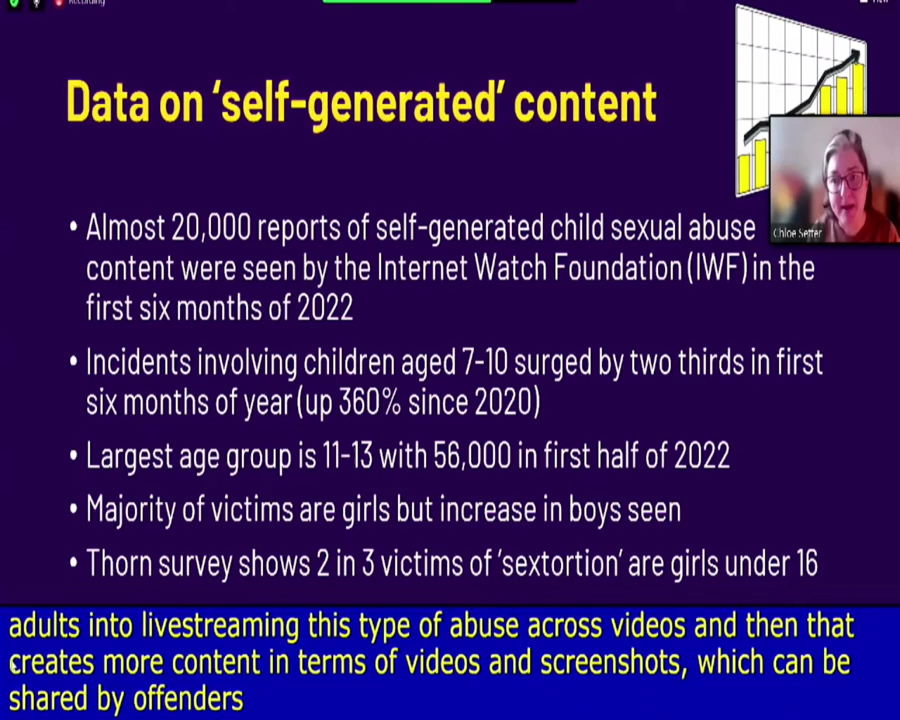 Recording
View
Data on ‘self-generated’ content
• Almost 20,000 reports of self-generated child sexual abuse
content were seen by the Internet Watch Foundation (IWF) in the
first six months of 2022
• Incidents involving children aged 7-10 surged by two thirds in first
six months of year (up 360% since 2020)
• Largest age group is 11-13 with 56,000 in first half of 2022
• Majority of victims are girls but increase in boys seen
• Thorn survey shows 2 in 3 victims of ‘sextortion’ are girls under 16
Chloe Setter
adults into livestreaming this type of abuse across videos and then that
creates more content in terms of videos and screenshots, which can be
shared by offenders